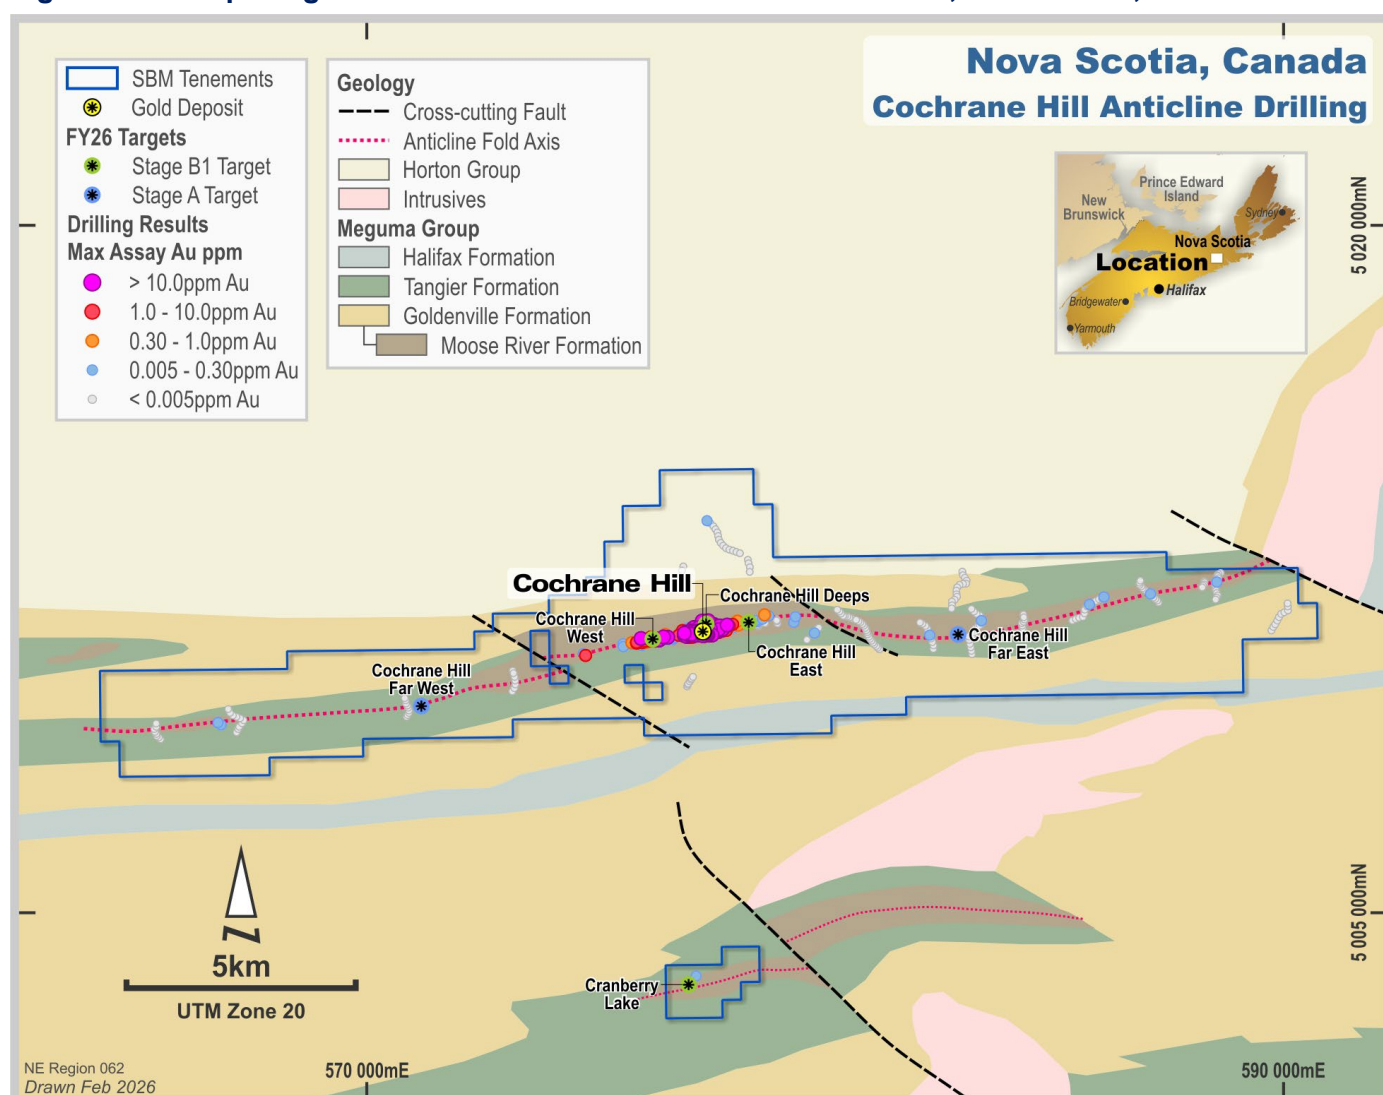 Nova Scotia, Canada
Cochrane Hill Anticline Drilling
SBM Tenements
Gold Deposit
FY26 Targets
Stage B1 Target
Stage A Target
Drilling Results
Max Assay Au ppm
> 10.0ppm Au
1.0 - 10.0ppm Au
0.30 - 1.0ppm Au
0.005 - 0.30ppm Au
< 0.005ppm Au
Geology
Cross-cutting Fault
Anticline Fold Axis
Horton Group
Intrusives
Meguma Group
Halifax Formation
Tangier Formation
Goldenville Formation
Moose River Formation
Prince Edward
Island
New
Brunswick
Sydney
Nova Scotia
Location
Halifax
Bridgewater
Yarmouth
5 020 000mN
Cochrane Hill
Cochrane Hill Deeps
Cochrane Hill
West
Cochrane Hill
East
Cochrane Hill
Far East
Cochrane Hill
Far West
5 005 000mN
Z
5km
UTM Zone 20
Cranberry
Lake
NE Region 062
Drawn Feb 2026
570 000mE
590 000mE